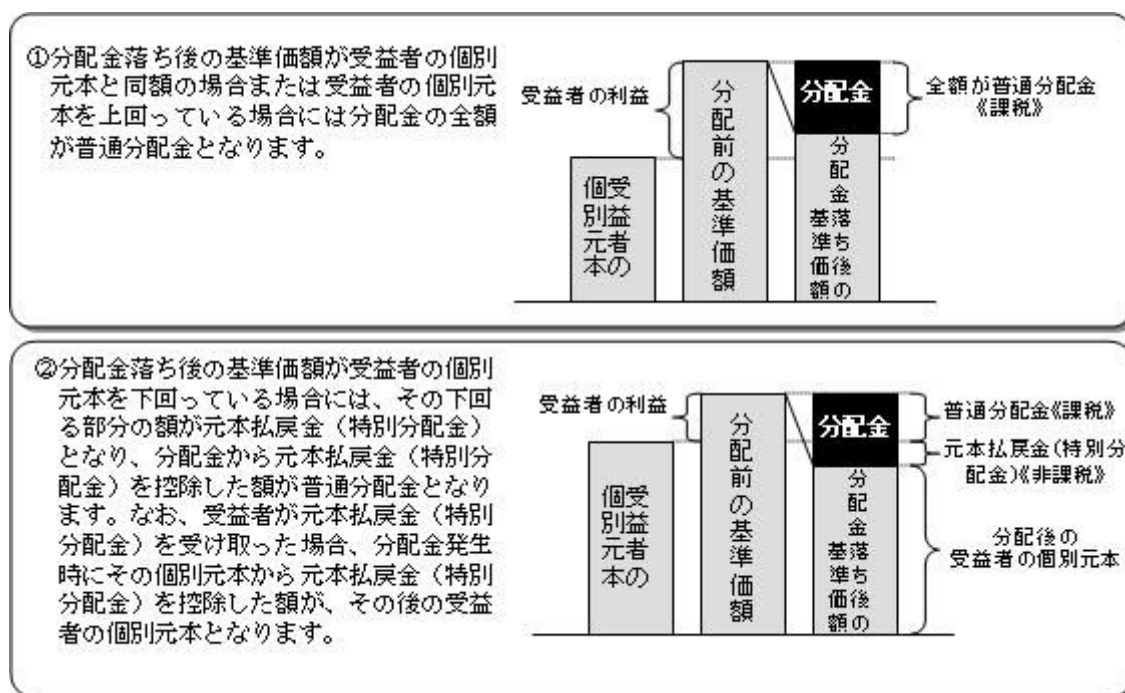 ①分配金落ち後の基準価額が受益者の個別
元本と同額の場合または受益者の個別元
本を上回っている場合には分配金の全額
が普通分配金となります。
受益者の利益
受益者の
個別元本
分配前の基準価額
分配金
分配金落ち後の
基準価額
全額が普通分配金
《課税》
②分配金落ち後の基準価額が受益者の個別
元本を下回っている場合には、その下回
る部分の額が元本払戻金（特別分配金）
となり、分配金から元本払戻金（特別分
配金）を控除した額が普通分配金となり
ます。なお、受益者が元本払戻金（特別
分配金）を受け取った場合、分配金発生
時にその個別元本から元本払戻金（特別
分配金）を控除した額が、その後の受益
者の個別元本となります。
受益者の利益
受益者の
個別元本
分配前の基準価額
分配金
分配金落ち後の
基準価額
普通分配金《課税》
元本払戻金（特別分
配金）《非課税》
分配後の
受益者の個別元本